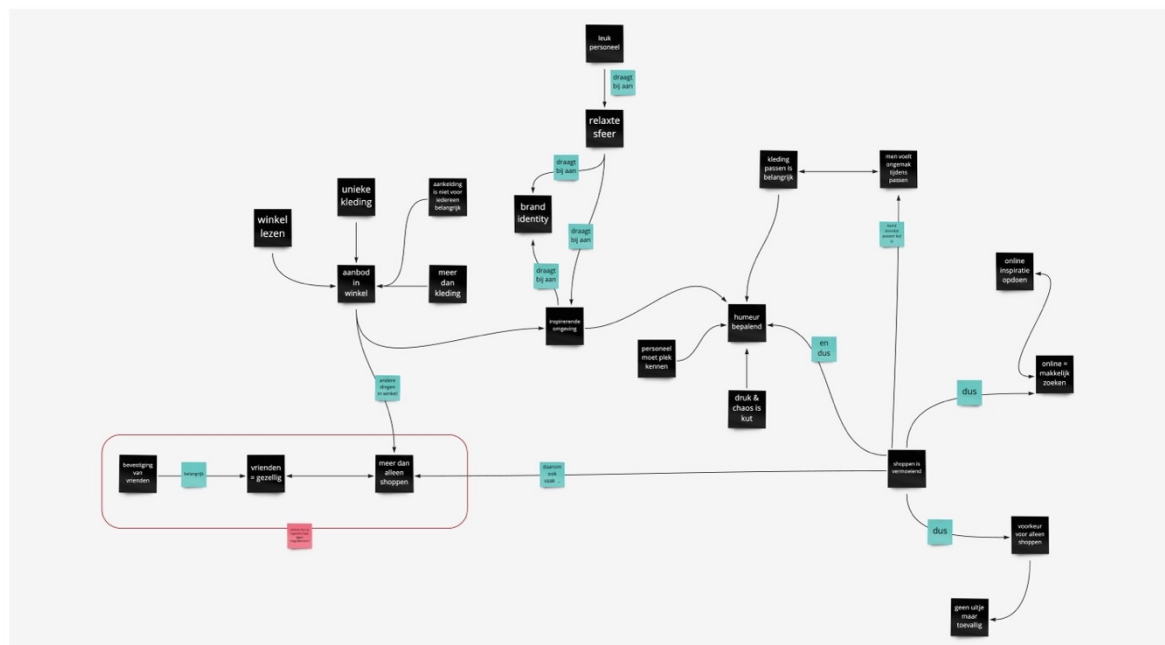 leuk
personeel
draagt
bij aan
relaxte
sfeer
draagt
bij aan
kleding
passen is
belangrijk
men voelt
ongemak
tijdens
passen
unieke
kleding
aankelding
is niet voor
iedereen
belangrijk
winkel
lezen
brand
identity
draagt
bij aan
aanbod
in
winkel
meer
dan
kleding
draagt
bij aan
online
inspiratie
opdoen
inspirerende
omgeving
humeur
bepalend
personeel
moet plek
kennen
en
dus
online =
makkelijk
zoeken
andere
dingen
in winkel
druk &
chaos is
kut
dus
bevestiging
van
vrienden
belangrijk
vrienden
= gezellig
meer dan
alleen
shoppen
daarom
ook
vaak ...
shoppen is
vermoeiend
dus
voorkeur
voor alleen
shoppen
geen uitje
maar
toevallig